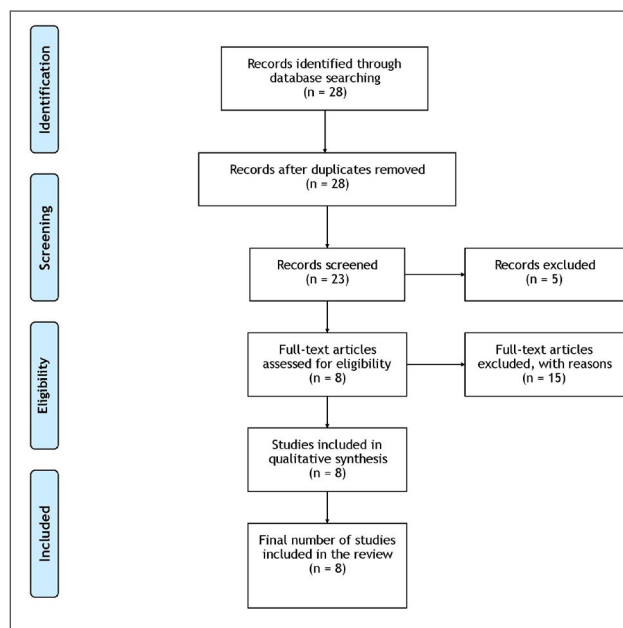 Identification
Records identified through
database searching
(n = 28)
Records after duplicates removed
(n = 28)
Screening
Records screened
(n = 23)
Records excluded
(n = 5)
Eligibility
Full-text articles
assessed for eligibility
(n = 8)
Full-text articles
excluded, with reasons
(n = 15)
Studies included in
qualitative synthesis
(n = 8)
Included
Final number of studies
included in the review
(n = 8)